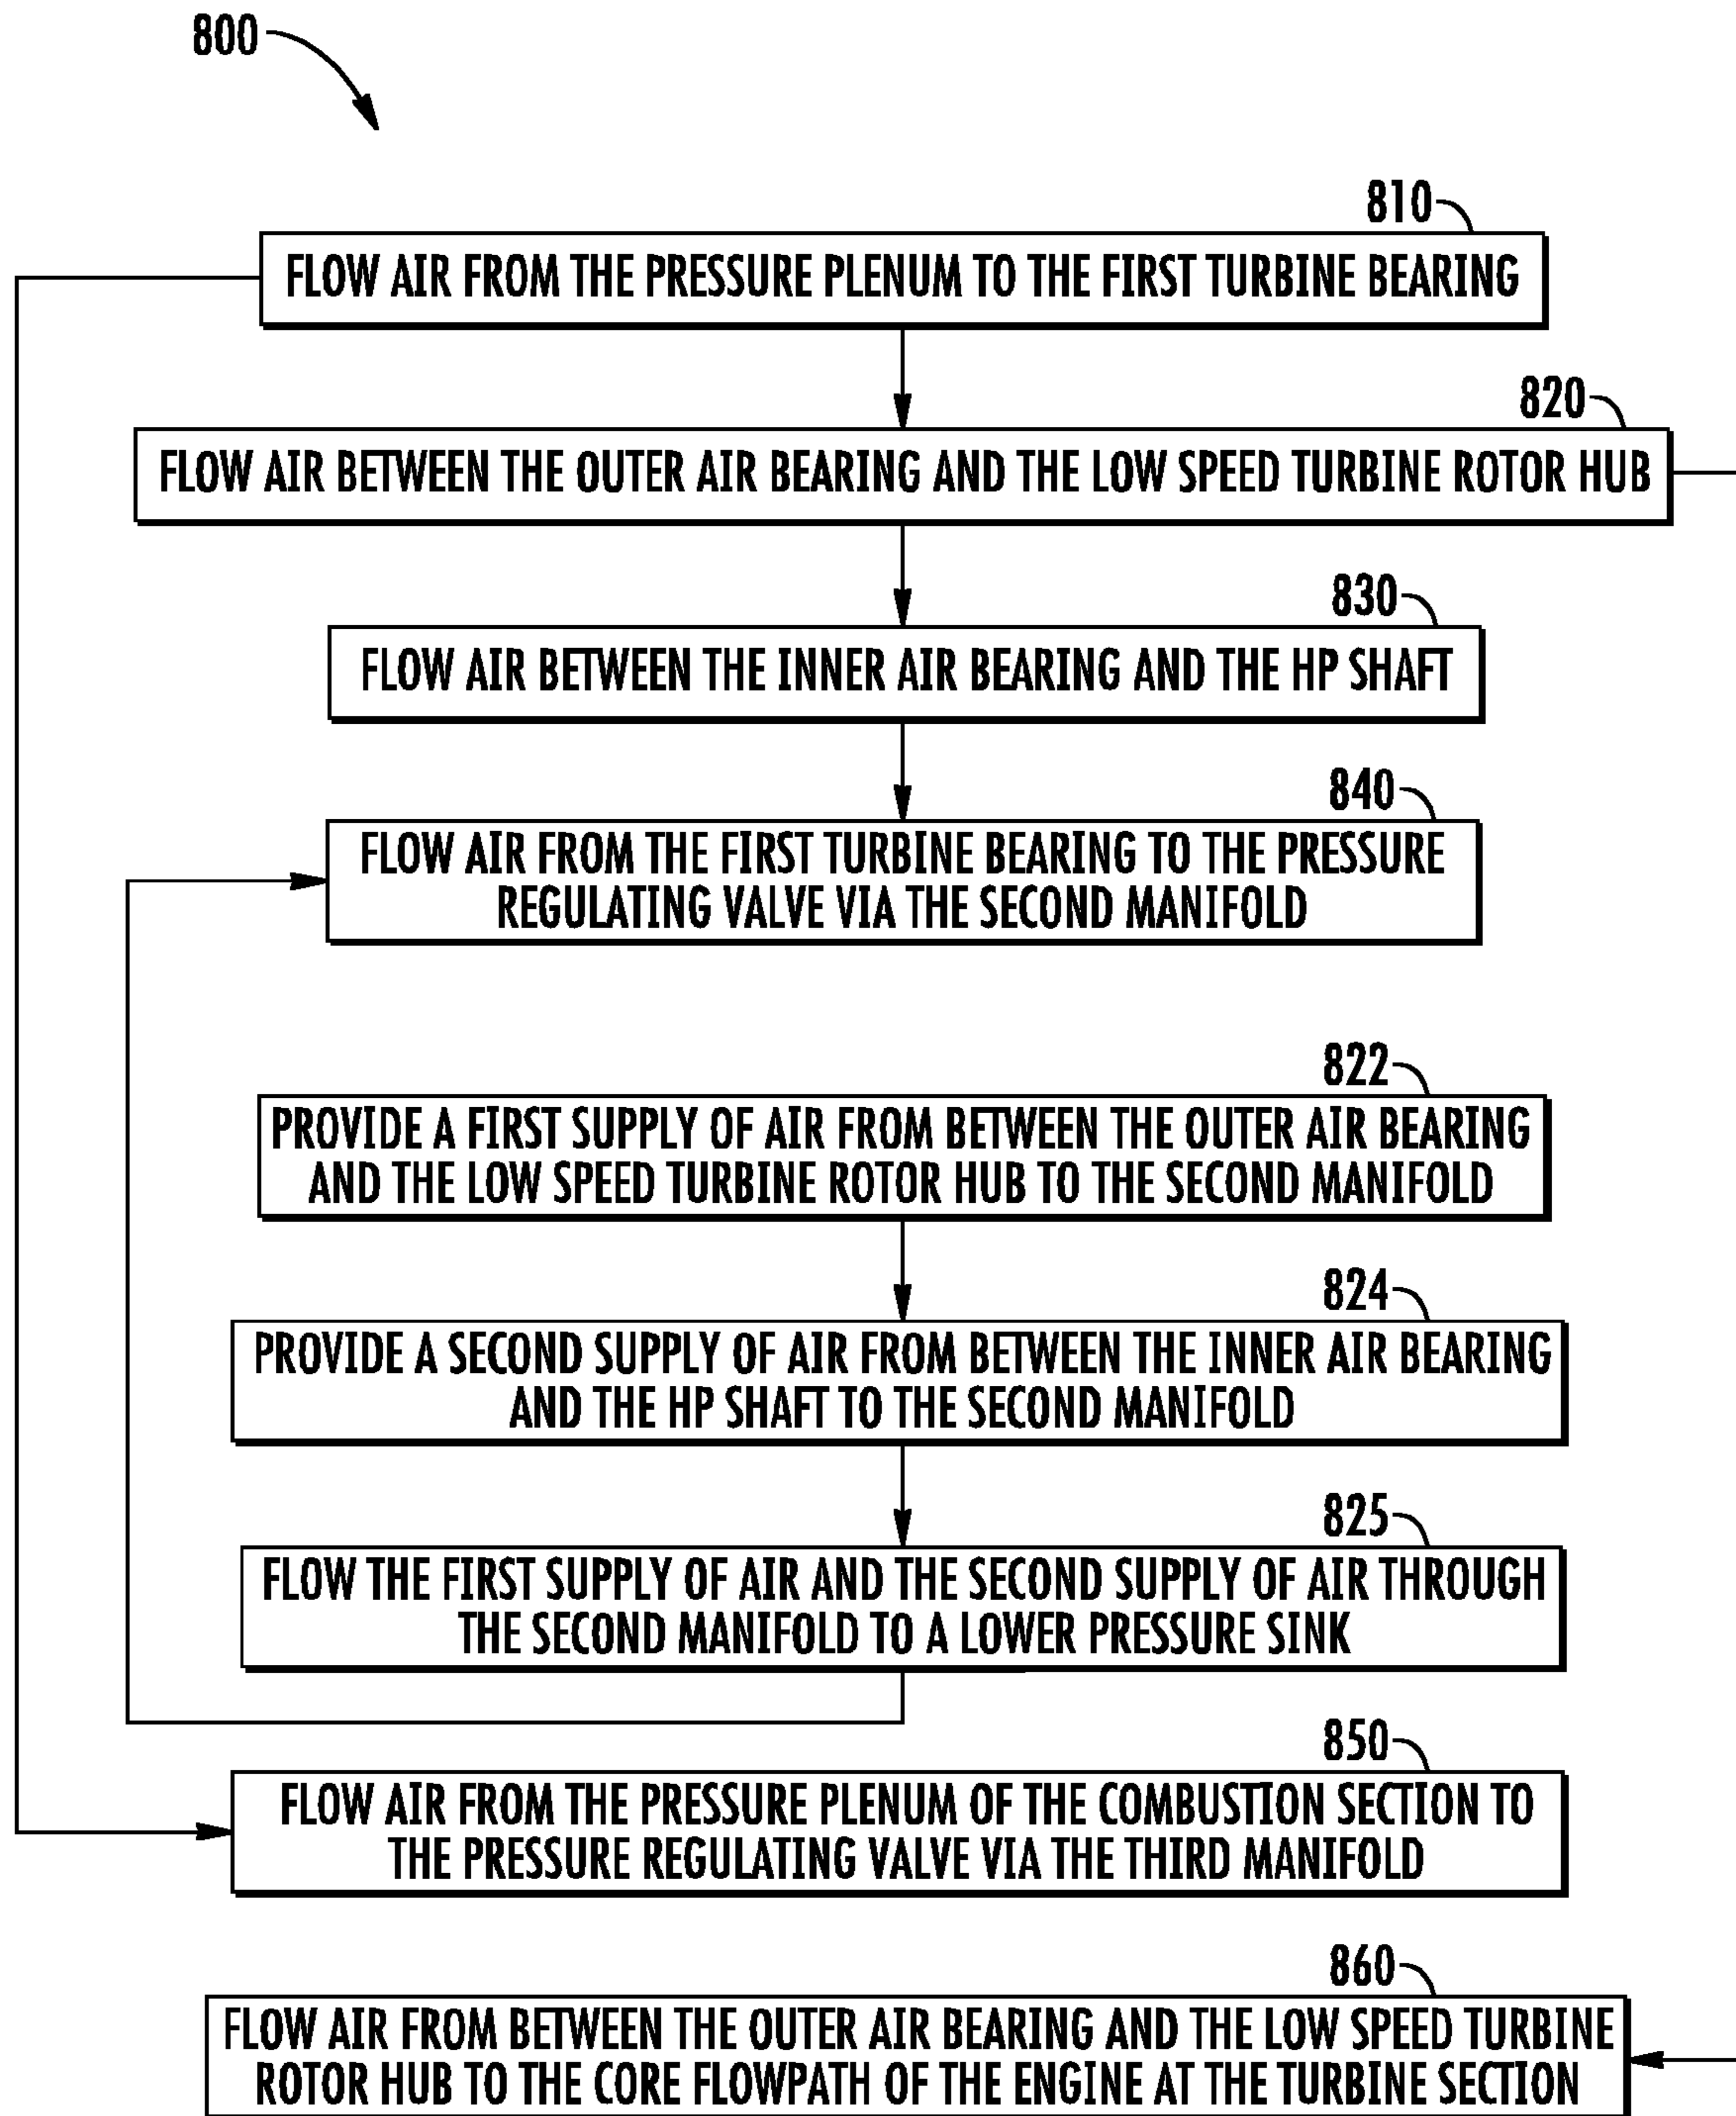 800
810
FLOW AIR FROM THE PRESSURE PLENUM TO THE FIRST TURBINE BEARING
820
FLOW AIR BETWEEN THE OUTER AIR BEARING AND THE LOW SPEED TURBINE ROTOR HUB
830
FLOW AIR BETWEEN THE INNER AIR BEARING AND THE HP SHAFT
840
FLOW AIR FROM THE FIRST TURBINE BEARING TO THE PRESSURE
REGULATING VALVE VIA THE SECOND MANIFOLD
822
PROVIDE A FIRST SUPPLY OF AIR FROM BETWEEN THE OUTER AIR BEARING
AND THE LOW SPEED TURBINE ROTOR HUB TO THE SECOND MANIFOLD
824
PROVIDE A SECOND SUPPLY OF AIR FROM BETWEEN THE INNER AIR BEARING
AND THE HP SHAFT TO THE SECOND MANIFOLD
825
FLOW THE FIRST SUPPLY OF AIR AND THE SECOND SUPPLY OF AIR THROUGH
THE SECOND MANIFOLD TO A LOWER PRESSURE SINK
850
FLOW AIR FROM THE PRESSURE PLENUM OF THE COMBUSTION SECTION TO
THE PRESSURE REGULATING VALVE VIA THE THIRD MANIFOLD
860
FLOW AIR FROM BETWEEN THE OUTER AIR BEARING AND THE LOW SPEED TURBINE
ROTOR HUB TO THE CORE FLOWPATH OF THE ENGINE AT THE TURBINE SECTION